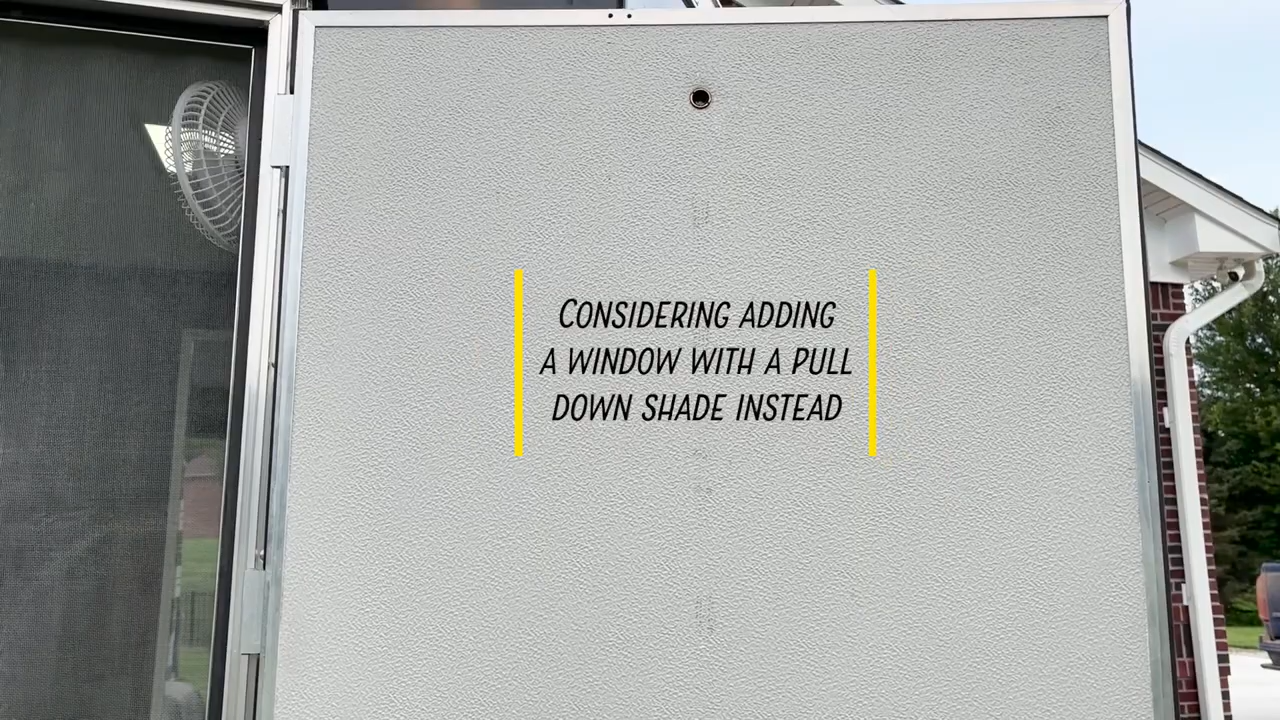 Considering adding
a window with a pull
down shade instead